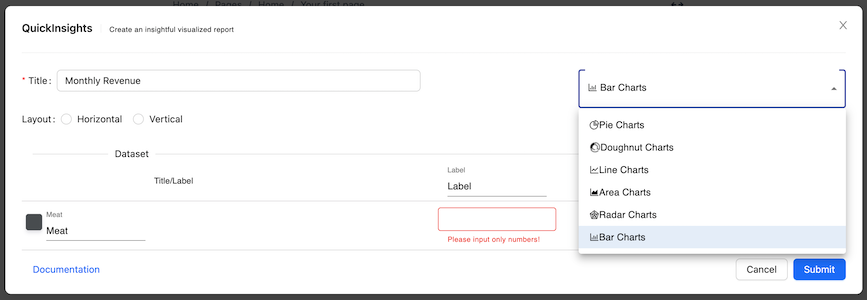 Home / Pages / Home / Your first page
QuickInsights
Create an insightful visualized report
* Title :
Monthly Revenue
Bar Charts
Layout :
Horizontal
Vertical
Pie Charts
Doughnut Charts
Line Charts
Area Charts
Radar Charts
Bar Charts
Dataset
Title/Label
Label
Label
Meat
Meat
Please input only numbers!
Documentation
Cancel
Submit